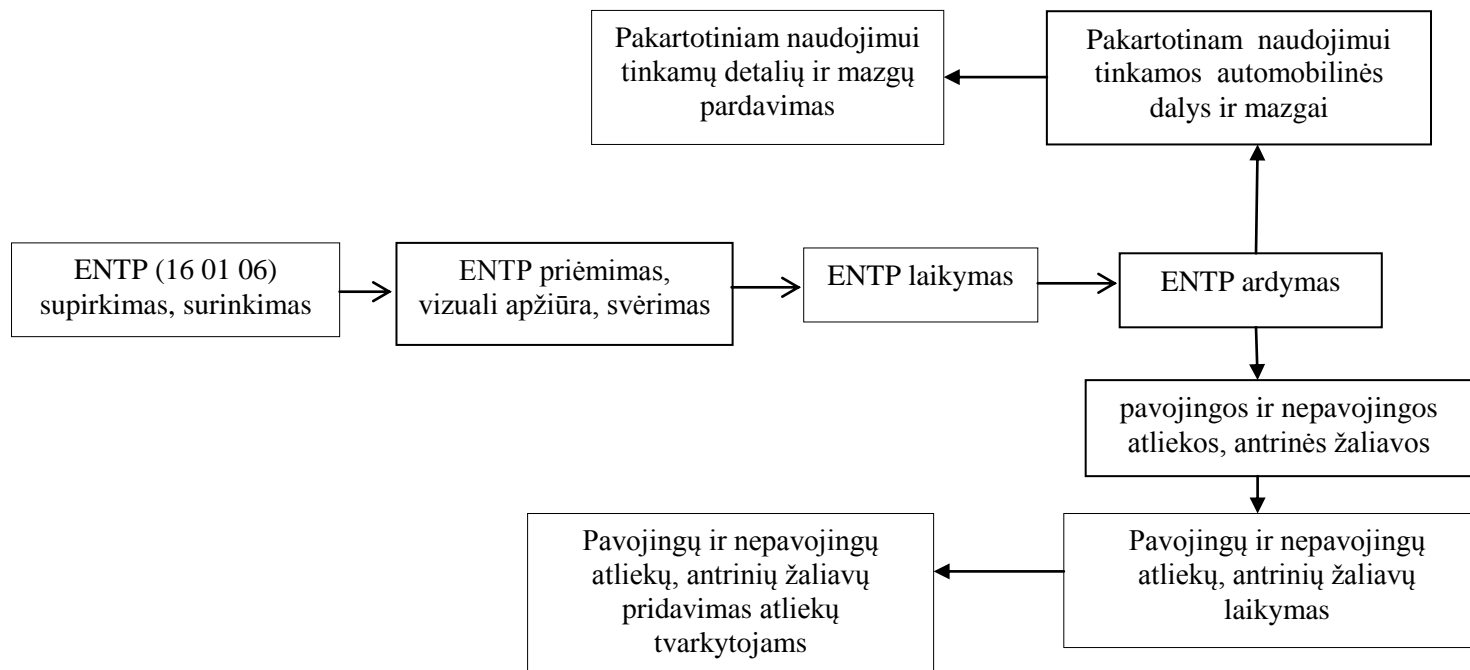 Pakartotiniam naudojimui
tinkamų detalių ir mazgų
pardavimas
Pakartotinam naudojimui
tinkamos automobilinės
dalys ir mazgai
ENTP (16 01 06)
supirkimas, surinkimas
ENTP priėmimas,
vizuali apžiūra, svėrimas
ENTP laikymas
ENTP ardymas
pavojingos ir nepavojingos
atliekos, antrinės žaliavos
Pavojingų ir nepavojingų
atliekų, antrinių žaliavų
pridavimas atliekų
tvarkytojams
Pavojingų ir nepavojingų
atliekų, antrinių žaliavų
laikymas